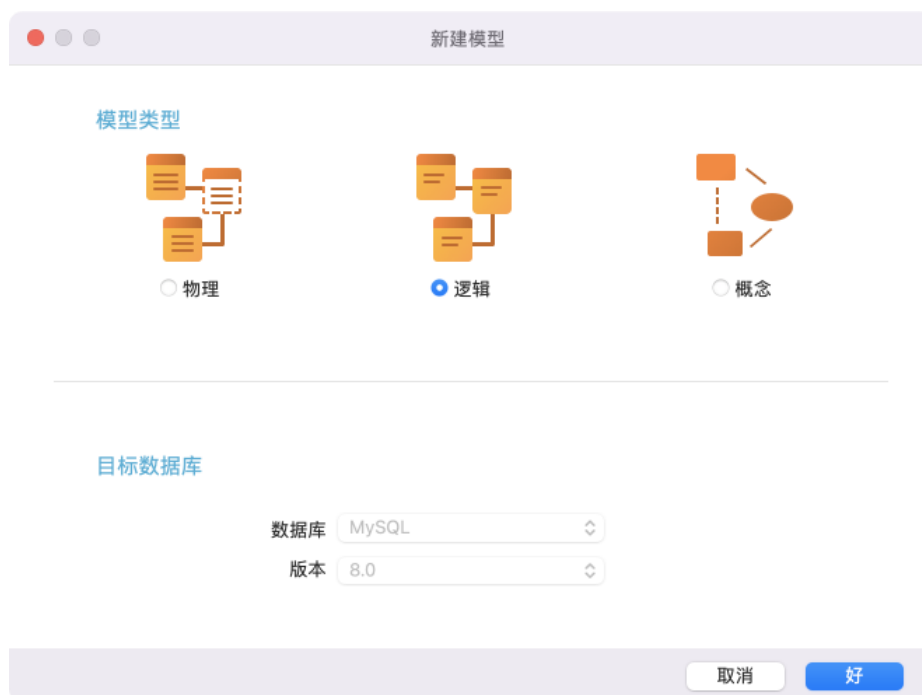 新建模型
模型类型
物理
逻辑
概念
目标数据库
数据库 MySQL
版本 8.0
取消 好